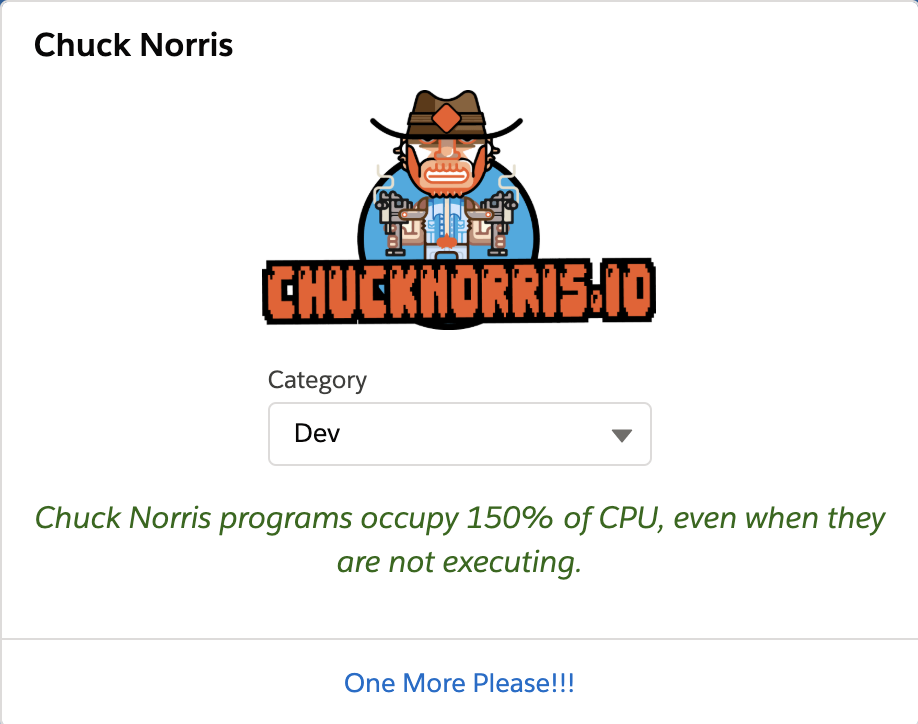 Chuck Norris
CHUCKNORRIS.IO
Category
Dev
Chuck Norris programs occupy 150% of CPU, even when they
are not executing.
One More Please!!!